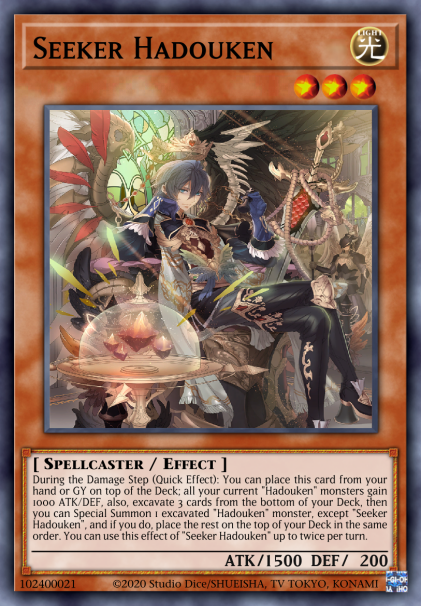 Seeker Hadouken
LIGHT
光
[ Spellcaster / Effect ]
During the Damage Step (Quick Effect): You can place this card from your
hand or GY on top of the Deck; all your current "Hadouken" monsters gain
1000 ATK/DEF, also, excavate 3 cards from the bottom of your Deck, then
you can Special Summon 1 excavated "Hadouken" monster, except "Seeker
Hadouken", and if you do, place the rest on the top of your Deck in the same
order. You can use this effect of "Seeker Hadouken" up to twice per turn.
ATK/1500 DEF/ 200
102400021 ©2020 Studio Dice/SHUEISHA, TV TOKYO, KONAMI